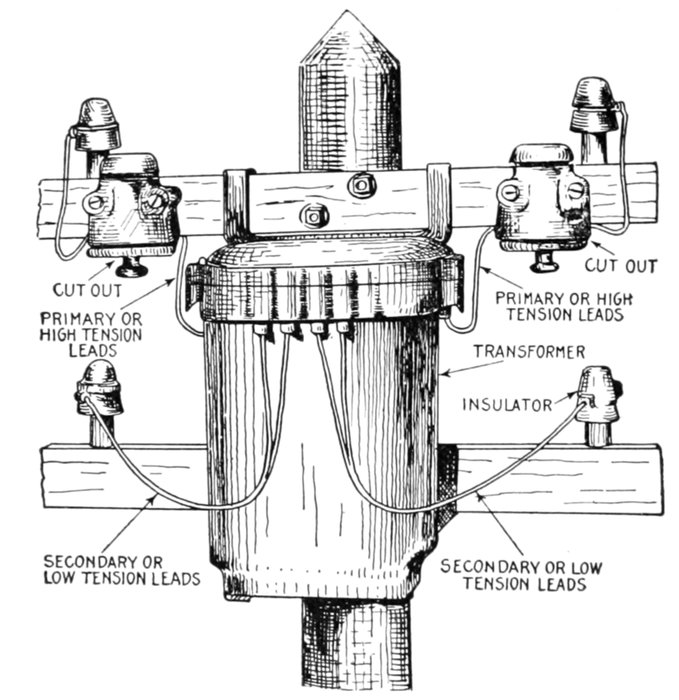 CUT OUT
PRIMARY OR
HIGH TENSION
LEADS
CUT OUT
PRIMARY OR HIGH
TENSION LEADS
TRANSFORMER
INSULATOR
SECONDARY OR
LOW TENSION LEADS
SECONDARY OR LOW
TENSION LEADS